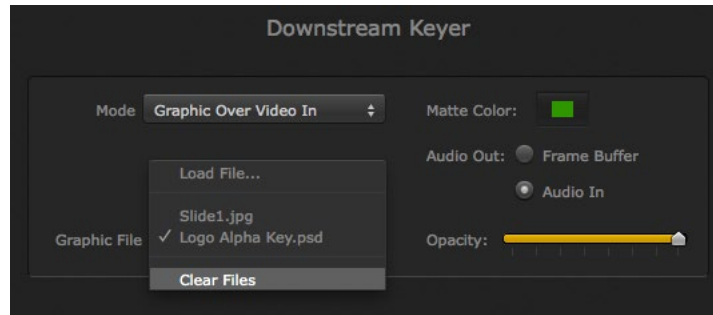 Downstream Keyer
Mode Graphic Over Video In
Matte Color:
Audio Out: Frame Buffer
Audio In
Load File...
Slide1.jpg
Graphic File ✓ Logo Alpha Key.psd
Opacity:
Clear Files